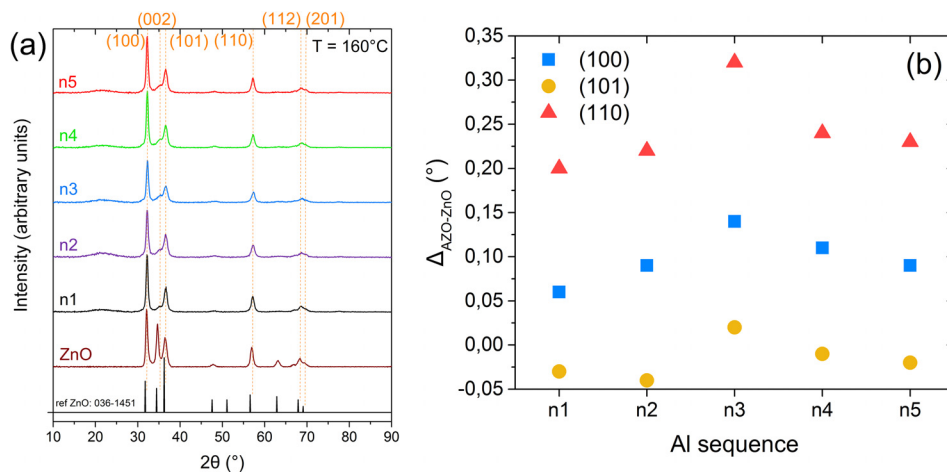 (002) (112) (201)
(a) (100) (101) (110) T = 160°C
n5
n4
n3
n2
n1
ZnO
ref ZnO: 036-1451
Intensity (arbitrary units)
10 20 30 40 50 60 70 80 90
2θ (°)
0,35
0,30
0,25
0,20
0,15
0,10
0,05
0,00
-0,05
Δ_AZO-ZnO (°)
(b)
(100)
(101)
(110)
n1 n2 n3 n4 n5
Al sequence